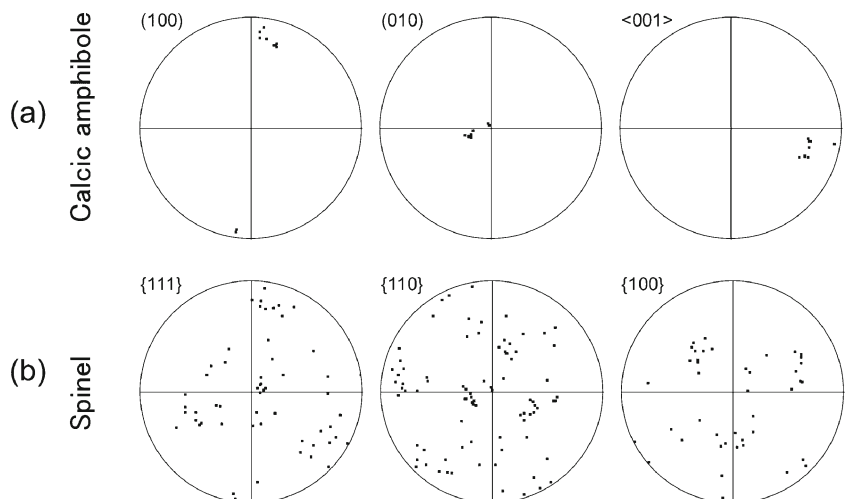 (100) (010) <001>
(a) Calcic amphibole
{111} {110} {100}
(b) Spinel